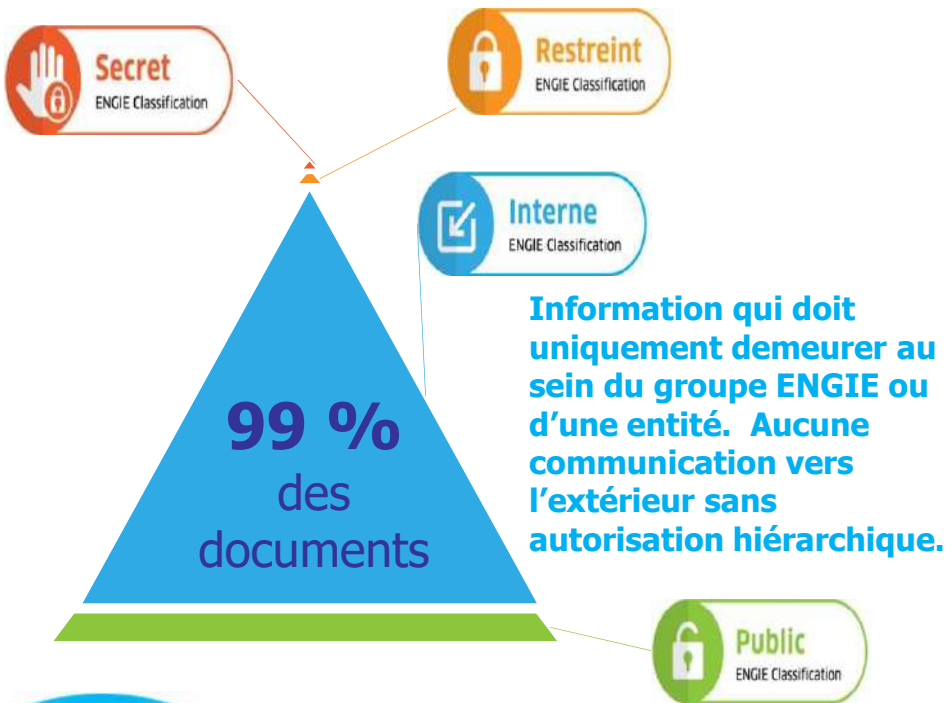 Secret
ENGIE Classification
Restreint
ENGIE Classification
Interne
ENGIE Classification
Information qui doit
uniquement demeurer au
sein du groupe ENGIE ou
d’une entité.  Aucune
communication vers
l’extérieur sans
autorisation hiérarchique.
99 %
des
documents
Public
ENGIE Classification